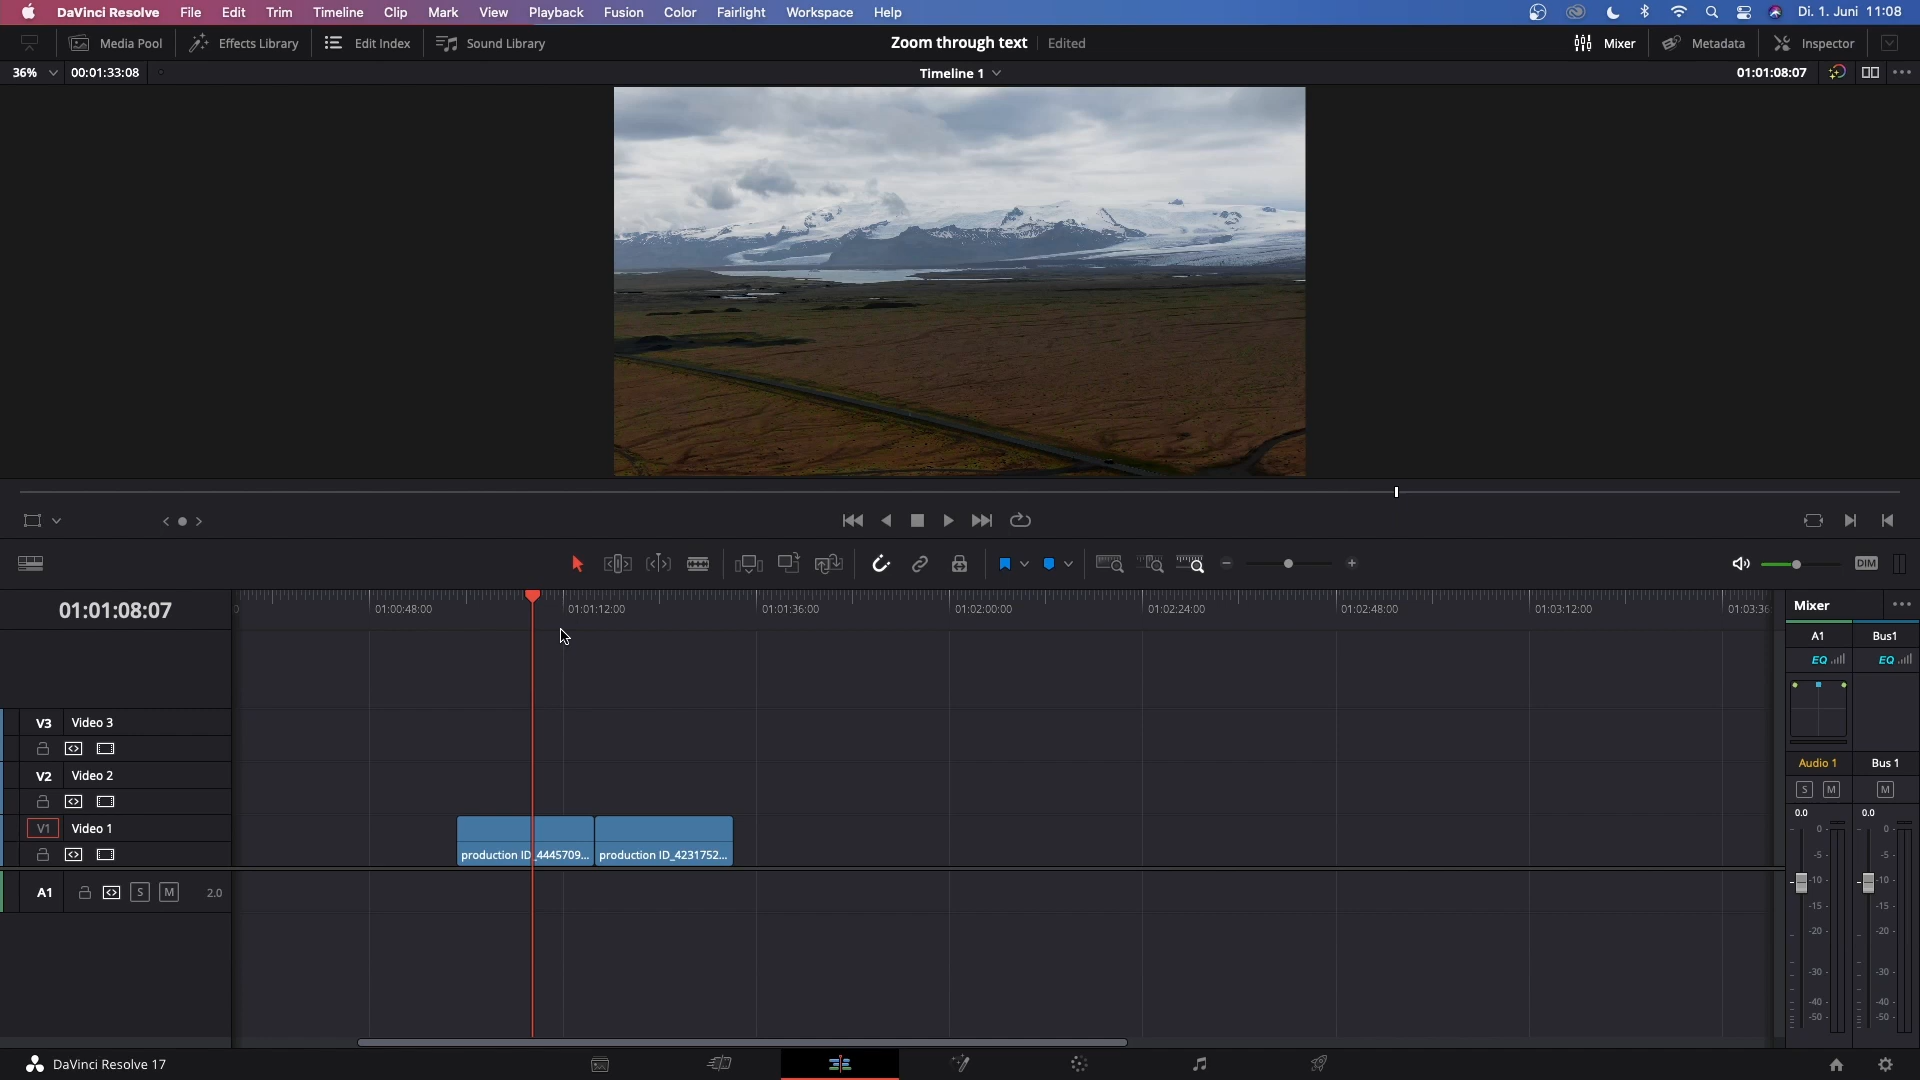 DaVinci Resolve File Edit Trim Timeline Clip Mark View Playback Fusion Color Fairlight Workspace Help Di. 1. Juni 11:08
Media Pool Effects Library Edit Index Sound Library Zoom through text Edited Mixer Metadata Inspector
36% 00:01:33:08 Timeline 1 01:01:08:07
DIM
01:01:08:07 0 01:00:48:00 01:01:12:00 01:01:36:00 01:02:00:00 01:02:24:00 01:02:48:00 01:03:12:00 01:03:36
Mixer
A1 Bus1
EQ EQ
V3 Video 3
V2 Video 2
Audio 1 Bus 1
S M M
0.0 0.0
V1 Video 1
0- 0-
-5- -5-
production ID_4445709... production ID_4231752...
-10- -10-
A1 S M 2.0
-15- -15-
-20- -20-
-30- -30-
-40- -40-
-50- -50-
DaVinci Resolve 17